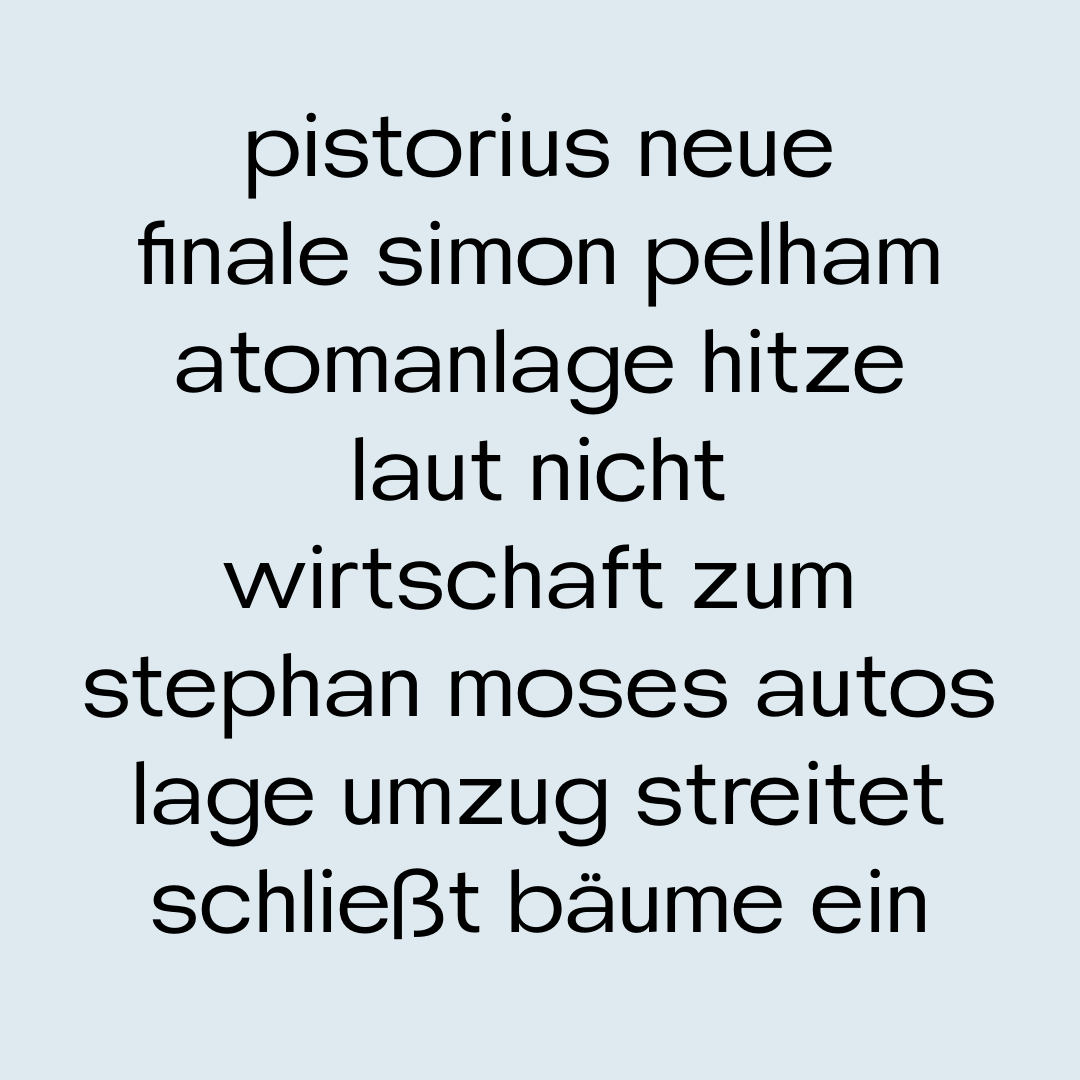 pistorius neue
finale simon pelham
atomanlage hitze
laut nicht
wirtschaft zum
stephan moses autos
lage umzug streitet
schließt bäume ein